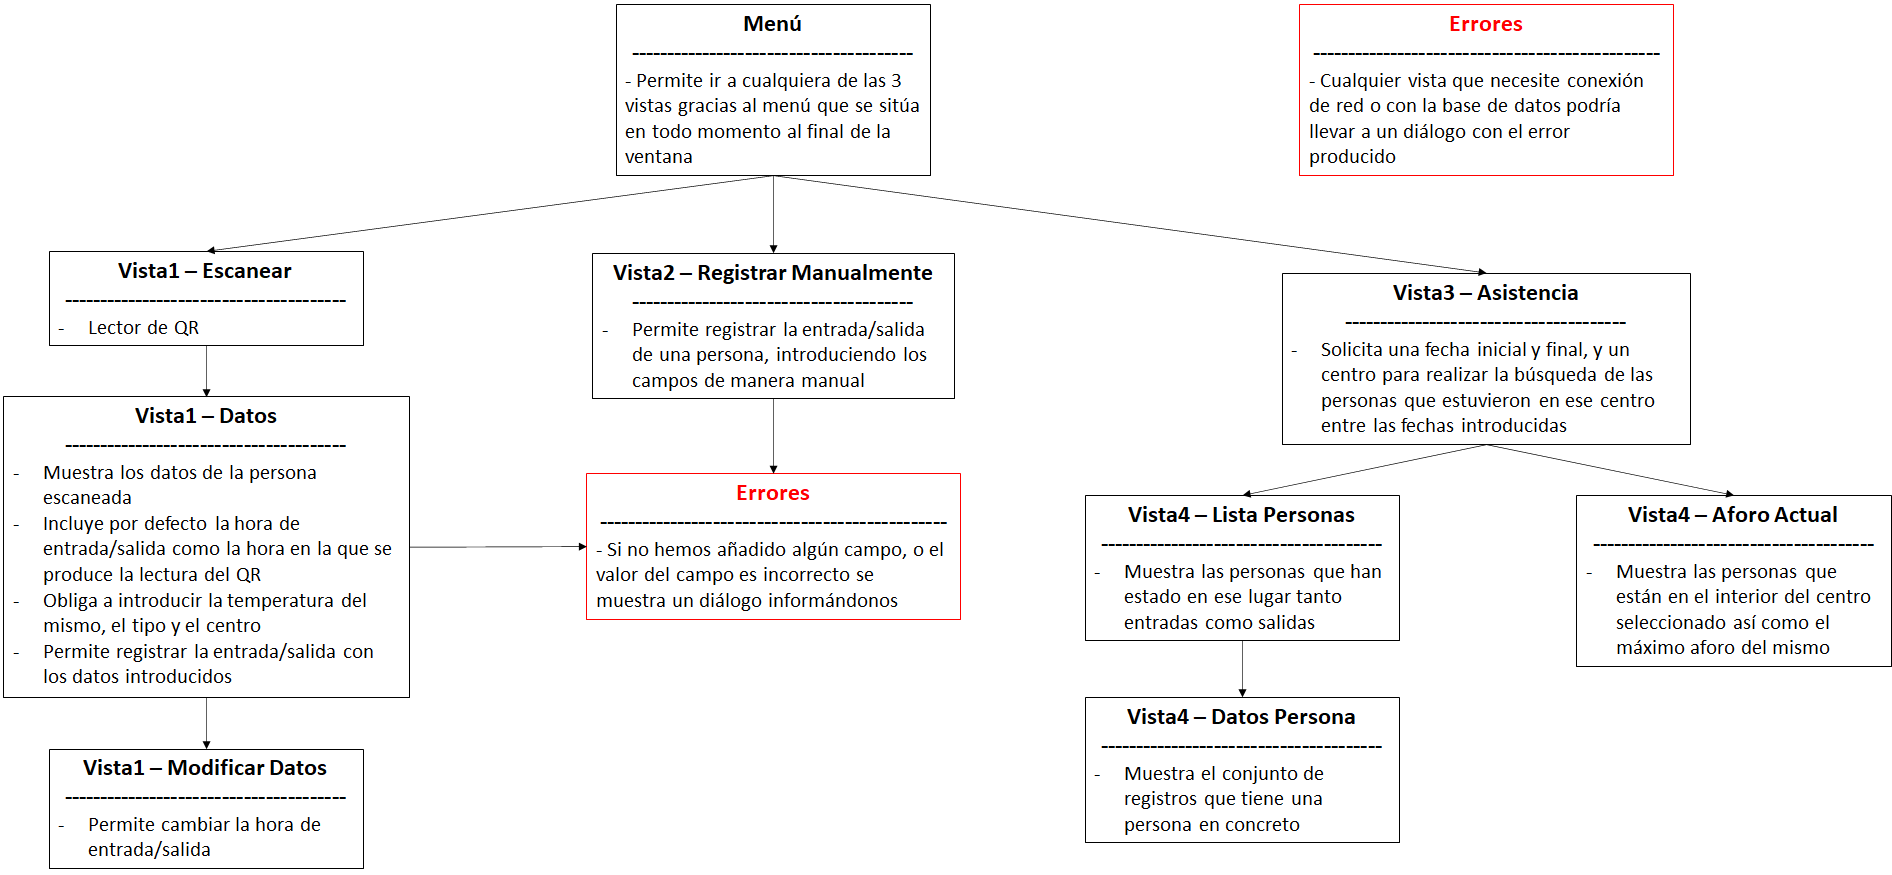 Menú
----------------------------------------
- Permite ir a cualquiera de las 3
vistas gracias al menú que se sitúa
en todo momento al final de la
ventana
Errores
-------------------------------------------------
- Cualquier vista que necesite conexión
de red o con la base de datos podría
llevar a un diálogo con el error
producido
Vista1 – Escanear
----------------------------------------
- Lector de QR
Vista2 – Registrar Manualmente
----------------------------------------
- Permite registrar la entrada/salida
de una persona, introduciendo los
campos de manera manual
Vista3 – Asistencia
----------------------------------------
- Solicita una fecha inicial y final, y un
centro para realizar la búsqueda de las
personas que estuvieron en ese centro
entre las fechas introducidas
Vista1 – Datos
----------------------------------------
- Muestra los datos de la persona
escaneada
- Incluye por defecto la hora de
entrada/salida como la hora en la que se
produce la lectura del QR
- Obliga a introducir la temperatura del
mismo, el tipo y el centro
- Permite registrar la entrada/salida con
los datos introducidos
Errores
-------------------------------------------------
- Si no hemos añadido algún campo, o el
valor del campo es incorrecto se
muestra un diálogo informándonos
Vista4 – Lista Personas
----------------------------------------
- Muestra las personas que han
estado en ese lugar tanto
entradas como salidas
Vista4 – Aforo Actual
----------------------------------------
- Muestra las personas que
están en el interior del centro
seleccionado así como el
máximo aforo del mismo
Vista1 – Modificar Datos
----------------------------------------
- Permite cambiar la hora de
entrada/salida
Vista4 – Datos Persona
----------------------------------------
- Muestra el conjunto de
registros que tiene una
persona en concreto